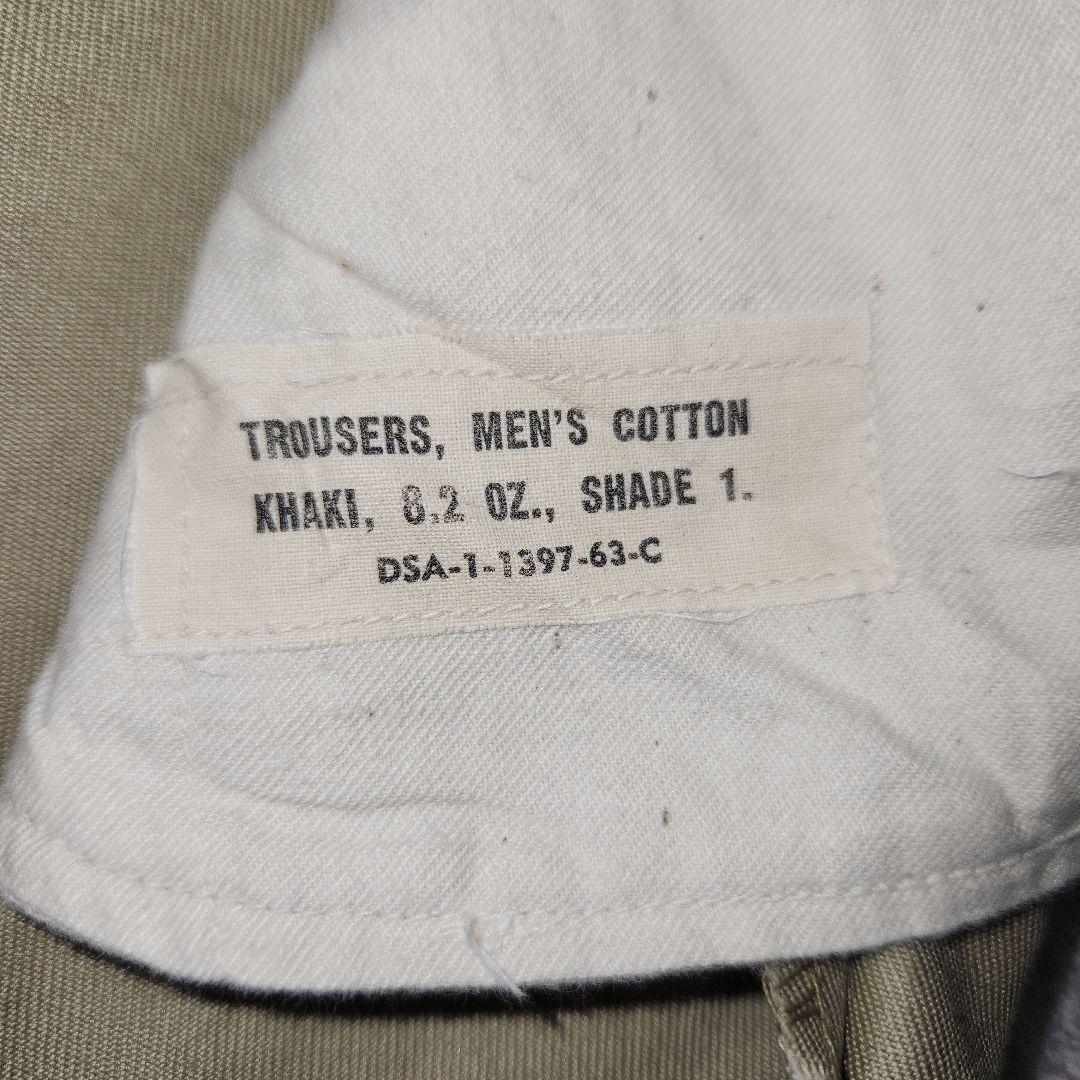 TROUSERS, MEN'S COTTON
KHAKI, 8.2 OZ., SHADE 1.
DSA-1-1397-63-C